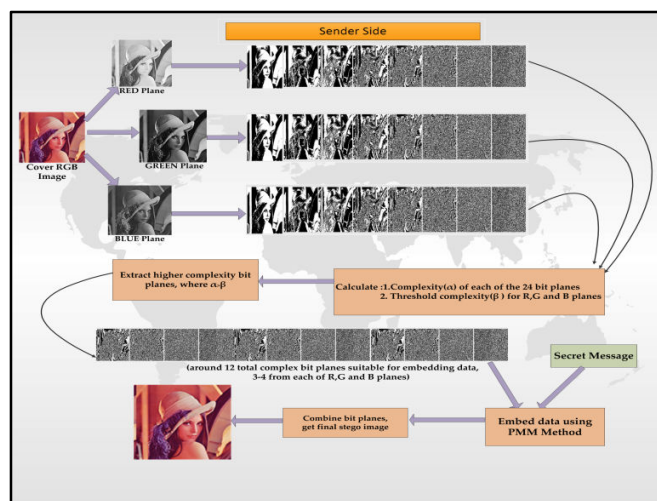 Sender Side
RED Plane
Cover RGB
Image
GREEN Plane
BLUE Plane
Extract higher complexity bit
planes, where α-β
Calculate :1.Complexity(α) of each of the 24 bit planes
2. Threshold complexity(β ) for R,G and B planes
(around 12 total complex bit planes suitable for embedding data,
3-4 from each of R,G and B planes)
Secret Message
Combine bit planes,
get final stego image
Embed data using
PMM Method